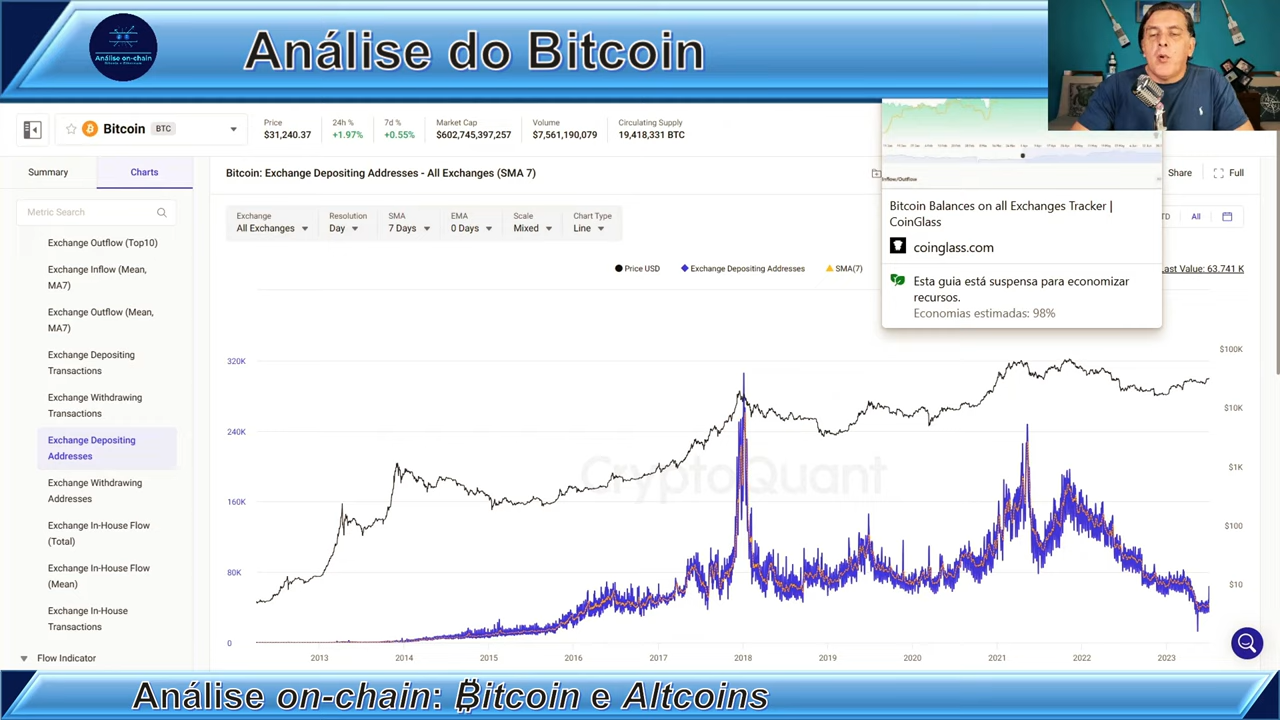 Análise do Bitcoin
Análise on-chain
Bitcoin BTC
Price
$31,240.37
24h %
+1.97%
7d %
+0.55%
Market Cap
$602,745,397,257
Volume
$7,561,190,079
Circulating Supply
19,418,331 BTC
Summary
Charts
Bitcoin: Exchange Depositing Addresses - All Exchanges (SMA 7)
Share
Full
Metric Search
Exchange
All Exchanges
Resolution
Day
SMA
7 Days
EMA
0 Days
Scale
Mixed
Chart Type
Line
TD
All
Inflow/Outflow
Bitcoin Balances on all Exchanges Tracker |
CoinGlass
coinglass.com
Esta guia está suspensa para economizar
recursos.
Economias estimadas: 98%
Price USD
Exchange Depositing Addresses
SMA(7)
Last Value: 63.741 K
Exchange Outflow (Top10)
Exchange Inflow (Mean,
MA7)
Exchange Outflow (Mean,
MA7)
Exchange Depositing
Transactions
Exchange Withdrawing
Transactions
Exchange Depositing
Addresses
Exchange Withdrawing
Addresses
Exchange In-House Flow
(Total)
Exchange In-House Flow
(Mean)
Exchange In-House
Transactions
Flow Indicator
320K
240K
160K
80K
0
$100K
$10K
$1K
$100
$10
CryptoQuant
2013
2014
2015
2016
2017
2018
2019
2020
2021
2022
2023
Análise on-chain: ₿itcoin e Altcoins